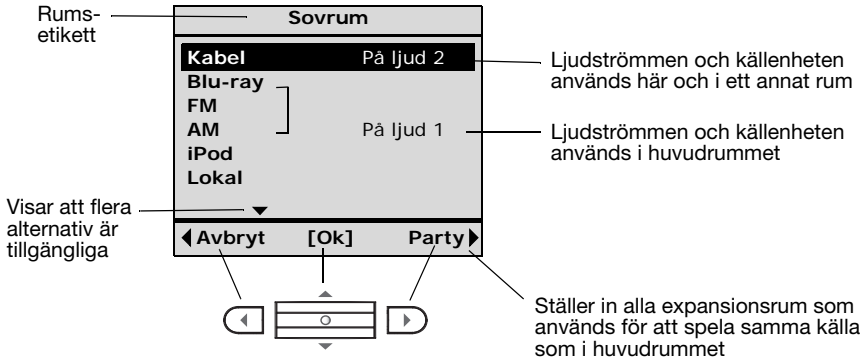 Rums-
etikett
Sovrum
Kabel På ljud 2
Blu-ray
FM
AM På ljud 1
iPod
Lokal
Avbryt [Ok] Party
Ljudströmmen och källenheten
används här och i ett annat rum
Ljudströmmen och källenheten
används i huvudrummet
Visar att flera
alternativ är
tillgängliga
Ställer in alla expansionsrum som
används för att spela samma källa
som i huvudrummet